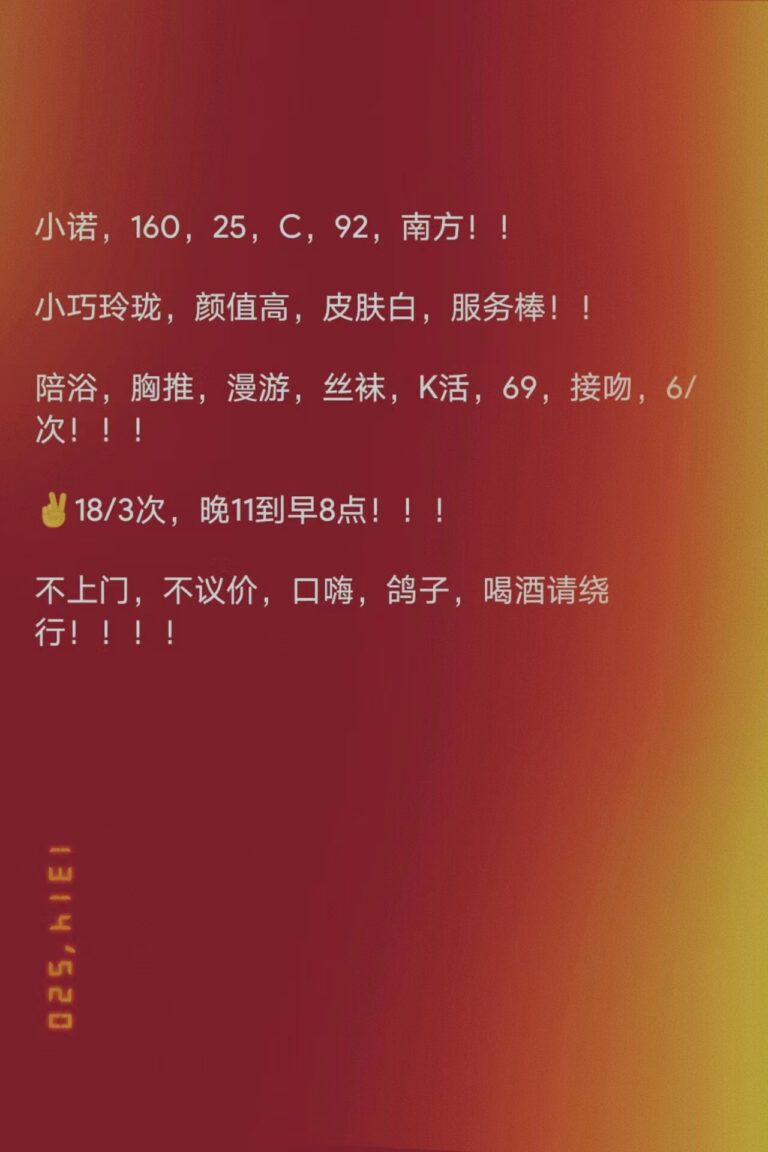 小诺，160，25，C，92，南方！！
小巧玲珑，颜值高，皮肤白，服务棒！！
陪浴，胸推，漫游，丝袜，K活，69，接吻，6/
次！！！
✌18/3次，晚11到早8点！！！
不上门，不议价，口嗨，鸽子，喝酒请绕
行！！！！